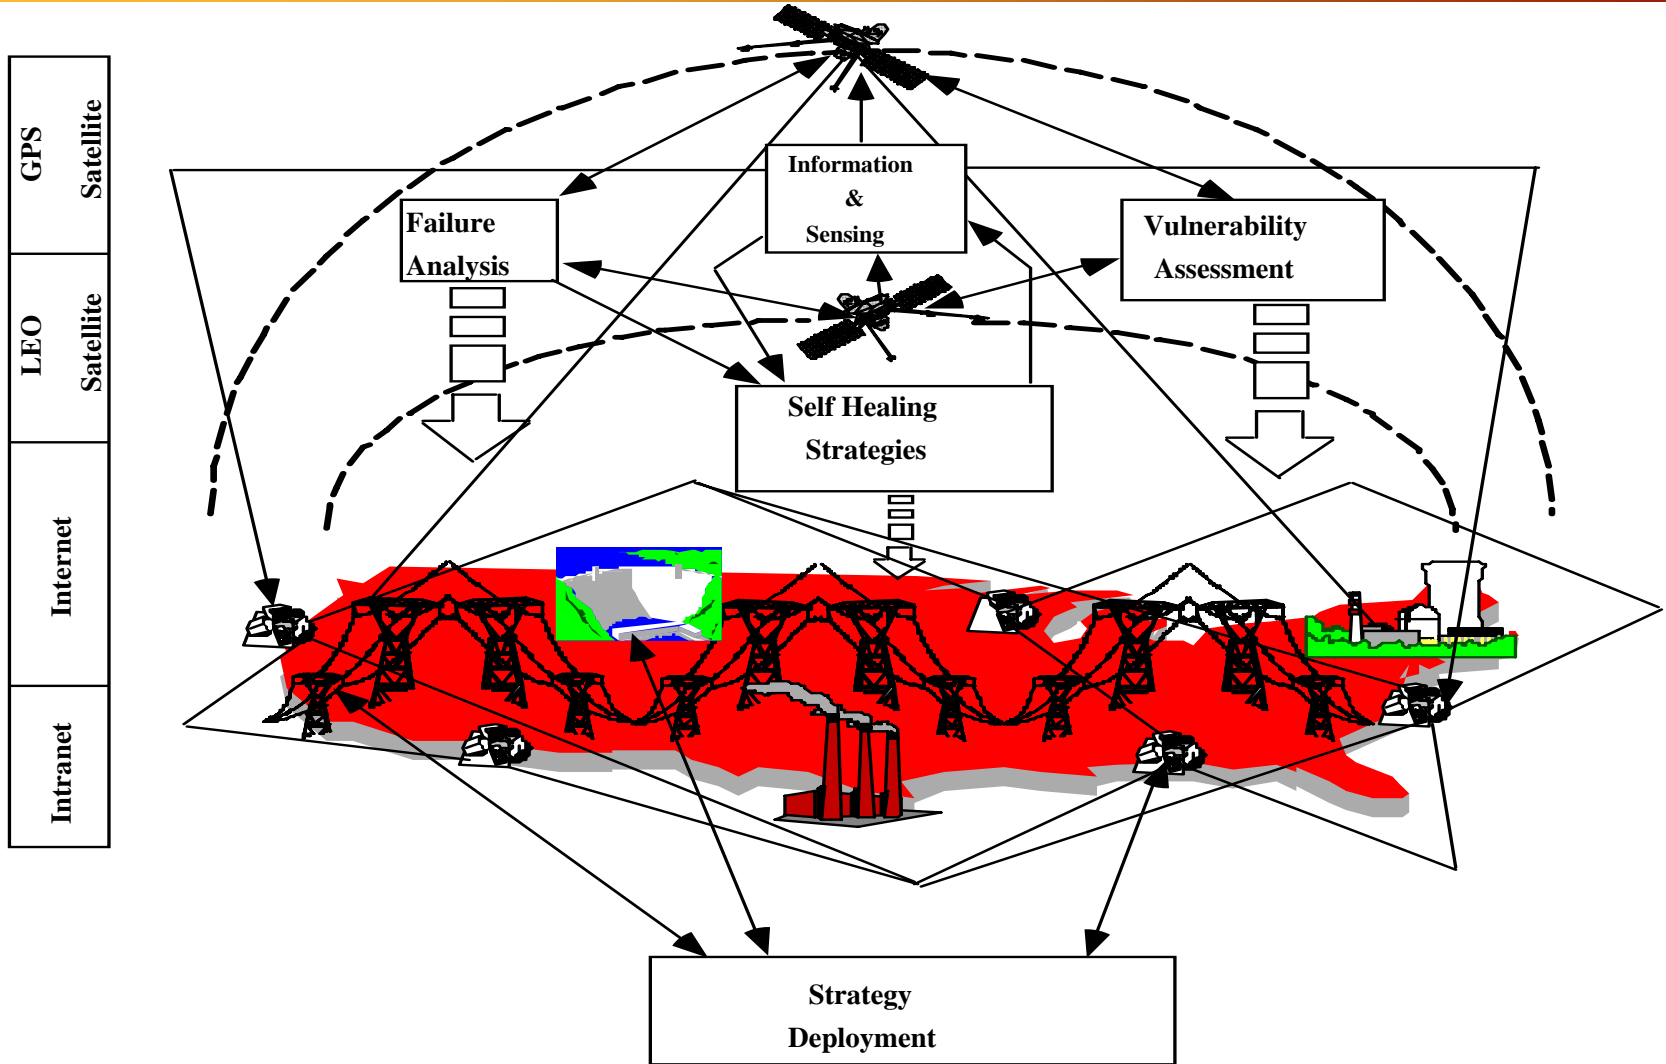 GPS
Satellite
LEO
Satellite
Internet
Intranet
Information
&
Sensing
Failure
Analysis
Vulnerability
Assessment
Self Healing
Strategies
Strategy
Deployment